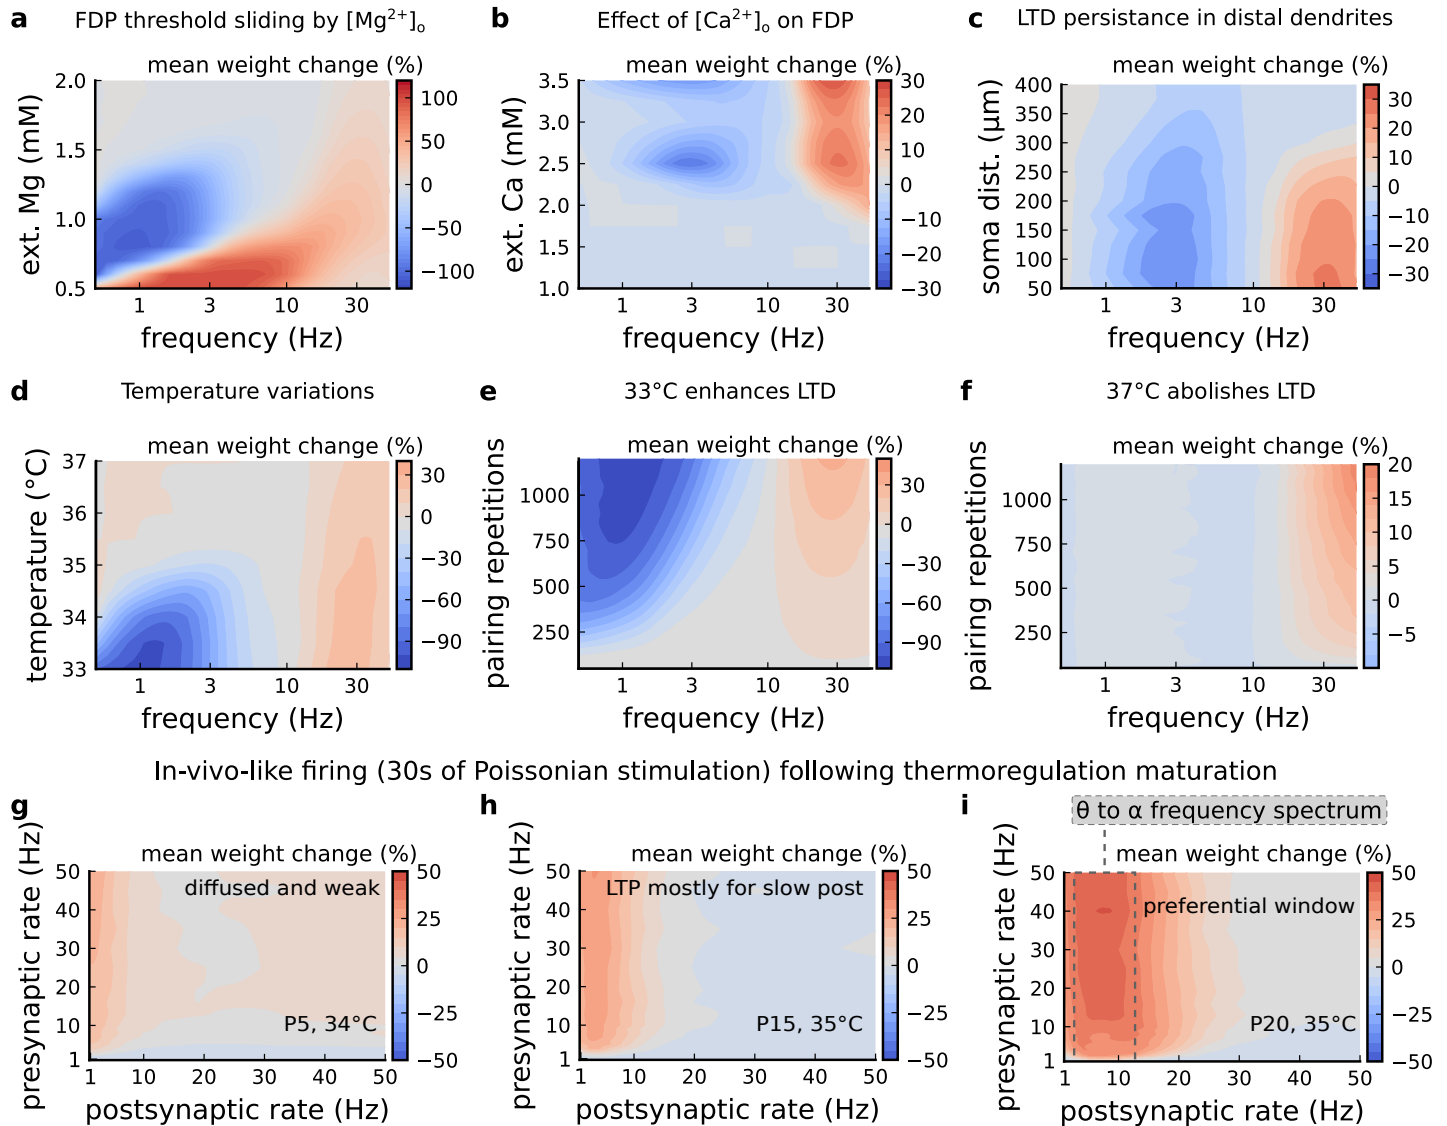 a FDP threshold sliding by [Mg²⁺]ₒ
mean weight change (%)
ext. Mg (mM)
2.0
1.5
1.0
0.5
1 3 10 30
frequency (Hz)
100
50
0
−50
−100
b Effect of [Ca²⁺]ₒ on FDP
mean weight change (%)
ext. Ca (mM)
3.5
3.0
2.5
2.0
1.5
1.0
1 3 10 30
frequency (Hz)
30
20
10
0
−10
−20
−30
c LTD persistance in distal dendrites
mean weight change (%)
soma dist. (μm)
400
350
300
250
200
150
100
50
1 3 10 30
frequency (Hz)
30
20
10
0
−10
−20
−30
d Temperature variations
mean weight change (%)
temperature (°C)
37
36
35
34
33
1 3 10 30
frequency (Hz)
30
0
−30
−60
−90
e 33°C enhances LTD
mean weight change (%)
pairing repetitions
1000
750
500
250
1 3 10 30
frequency (Hz)
30
0
−30
−60
−90
f 37°C abolishes LTD
mean weight change (%)
pairing repetitions
1000
750
500
250
1 3 10 30
frequency (Hz)
20
15
10
5
0
−5
In-vivo-like firing (30s of Poissonian stimulation) following thermoregulation maturation
g
mean weight change (%)
diffused and weak
P5, 34°C
presynaptic rate (Hz)
50
40
30
20
10
1
1 10 20 30 40 50
postsynaptic rate (Hz)
50
25
0
−25
−50
h
mean weight change (%)
LTP mostly for slow post
P15, 35°C
presynaptic rate (Hz)
50
40
30
20
10
1
1 10 20 30 40 50
postsynaptic rate (Hz)
50
25
0
−25
−50
i
θ to α frequency spectrum
mean weight change (%)
preferential window
P20, 35°C
presynaptic rate (Hz)
50
40
30
20
10
1
1 10 20 30 40 50
postsynaptic rate (Hz)
50
25
0
−25
−50